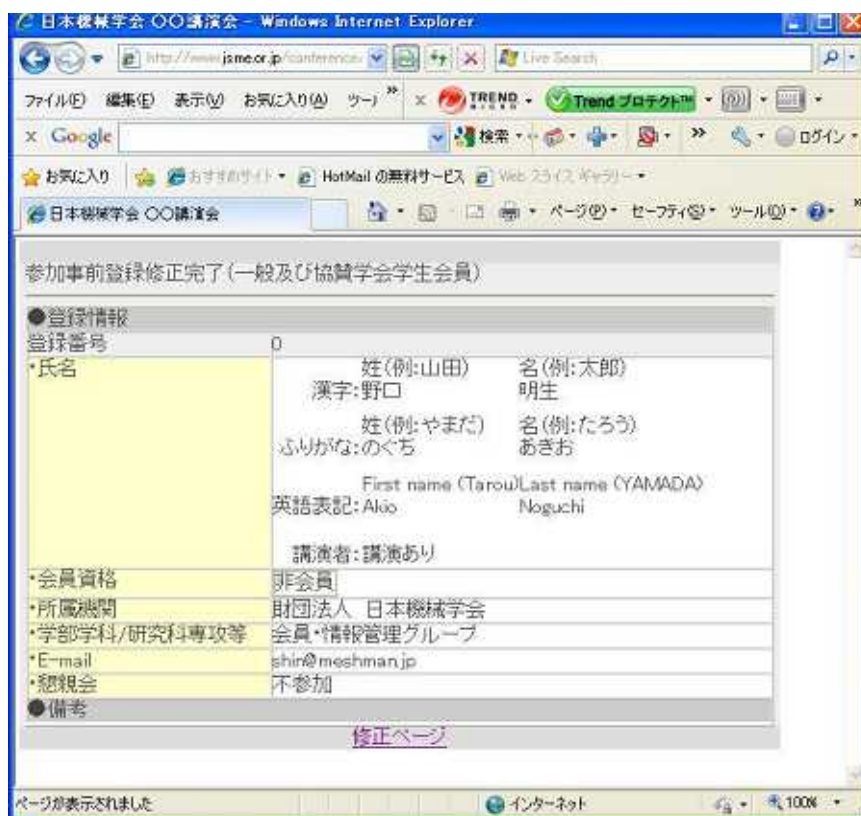 日本機械学会 〇〇講演会 - Windows Internet Explorer
http://www.jsme.or.jp/conference/
Live Search
ファイル(F) 編集(E) 表示(V) お気に入り(A) ツール »
× TREND Trend プロテクト™
× Google 検索 » ログイン
お気に入り おすすめサイト HotMail の無料サービス Web スライス ギャラリー
日本機械学会 〇〇講演会 ページ(P) セーフティ(S) ツール(O) »
参加事前登録修正完了(一般及び協賛学会学生会員)
●登録情報
登録番号 0
・氏名 姓(例:山田) 名(例:太郎)
漢字:野口 明生
姓(例:やまだ) 名(例:たろう)
ふりがな:のぐち あきお
First name (Tarou)Last name (YAMADA)
英語表記:Akio Noguchi
講演者:講演あり
・会員資格 非会員
・所属機関 財団法人 日本機械学会
・学部学科/研究科専攻等 会員・情報管理グループ
・E-mail shin@meshman.jp
・懇親会 不参加
●備考
修正ページ
ページが表示されました インターネット 100%